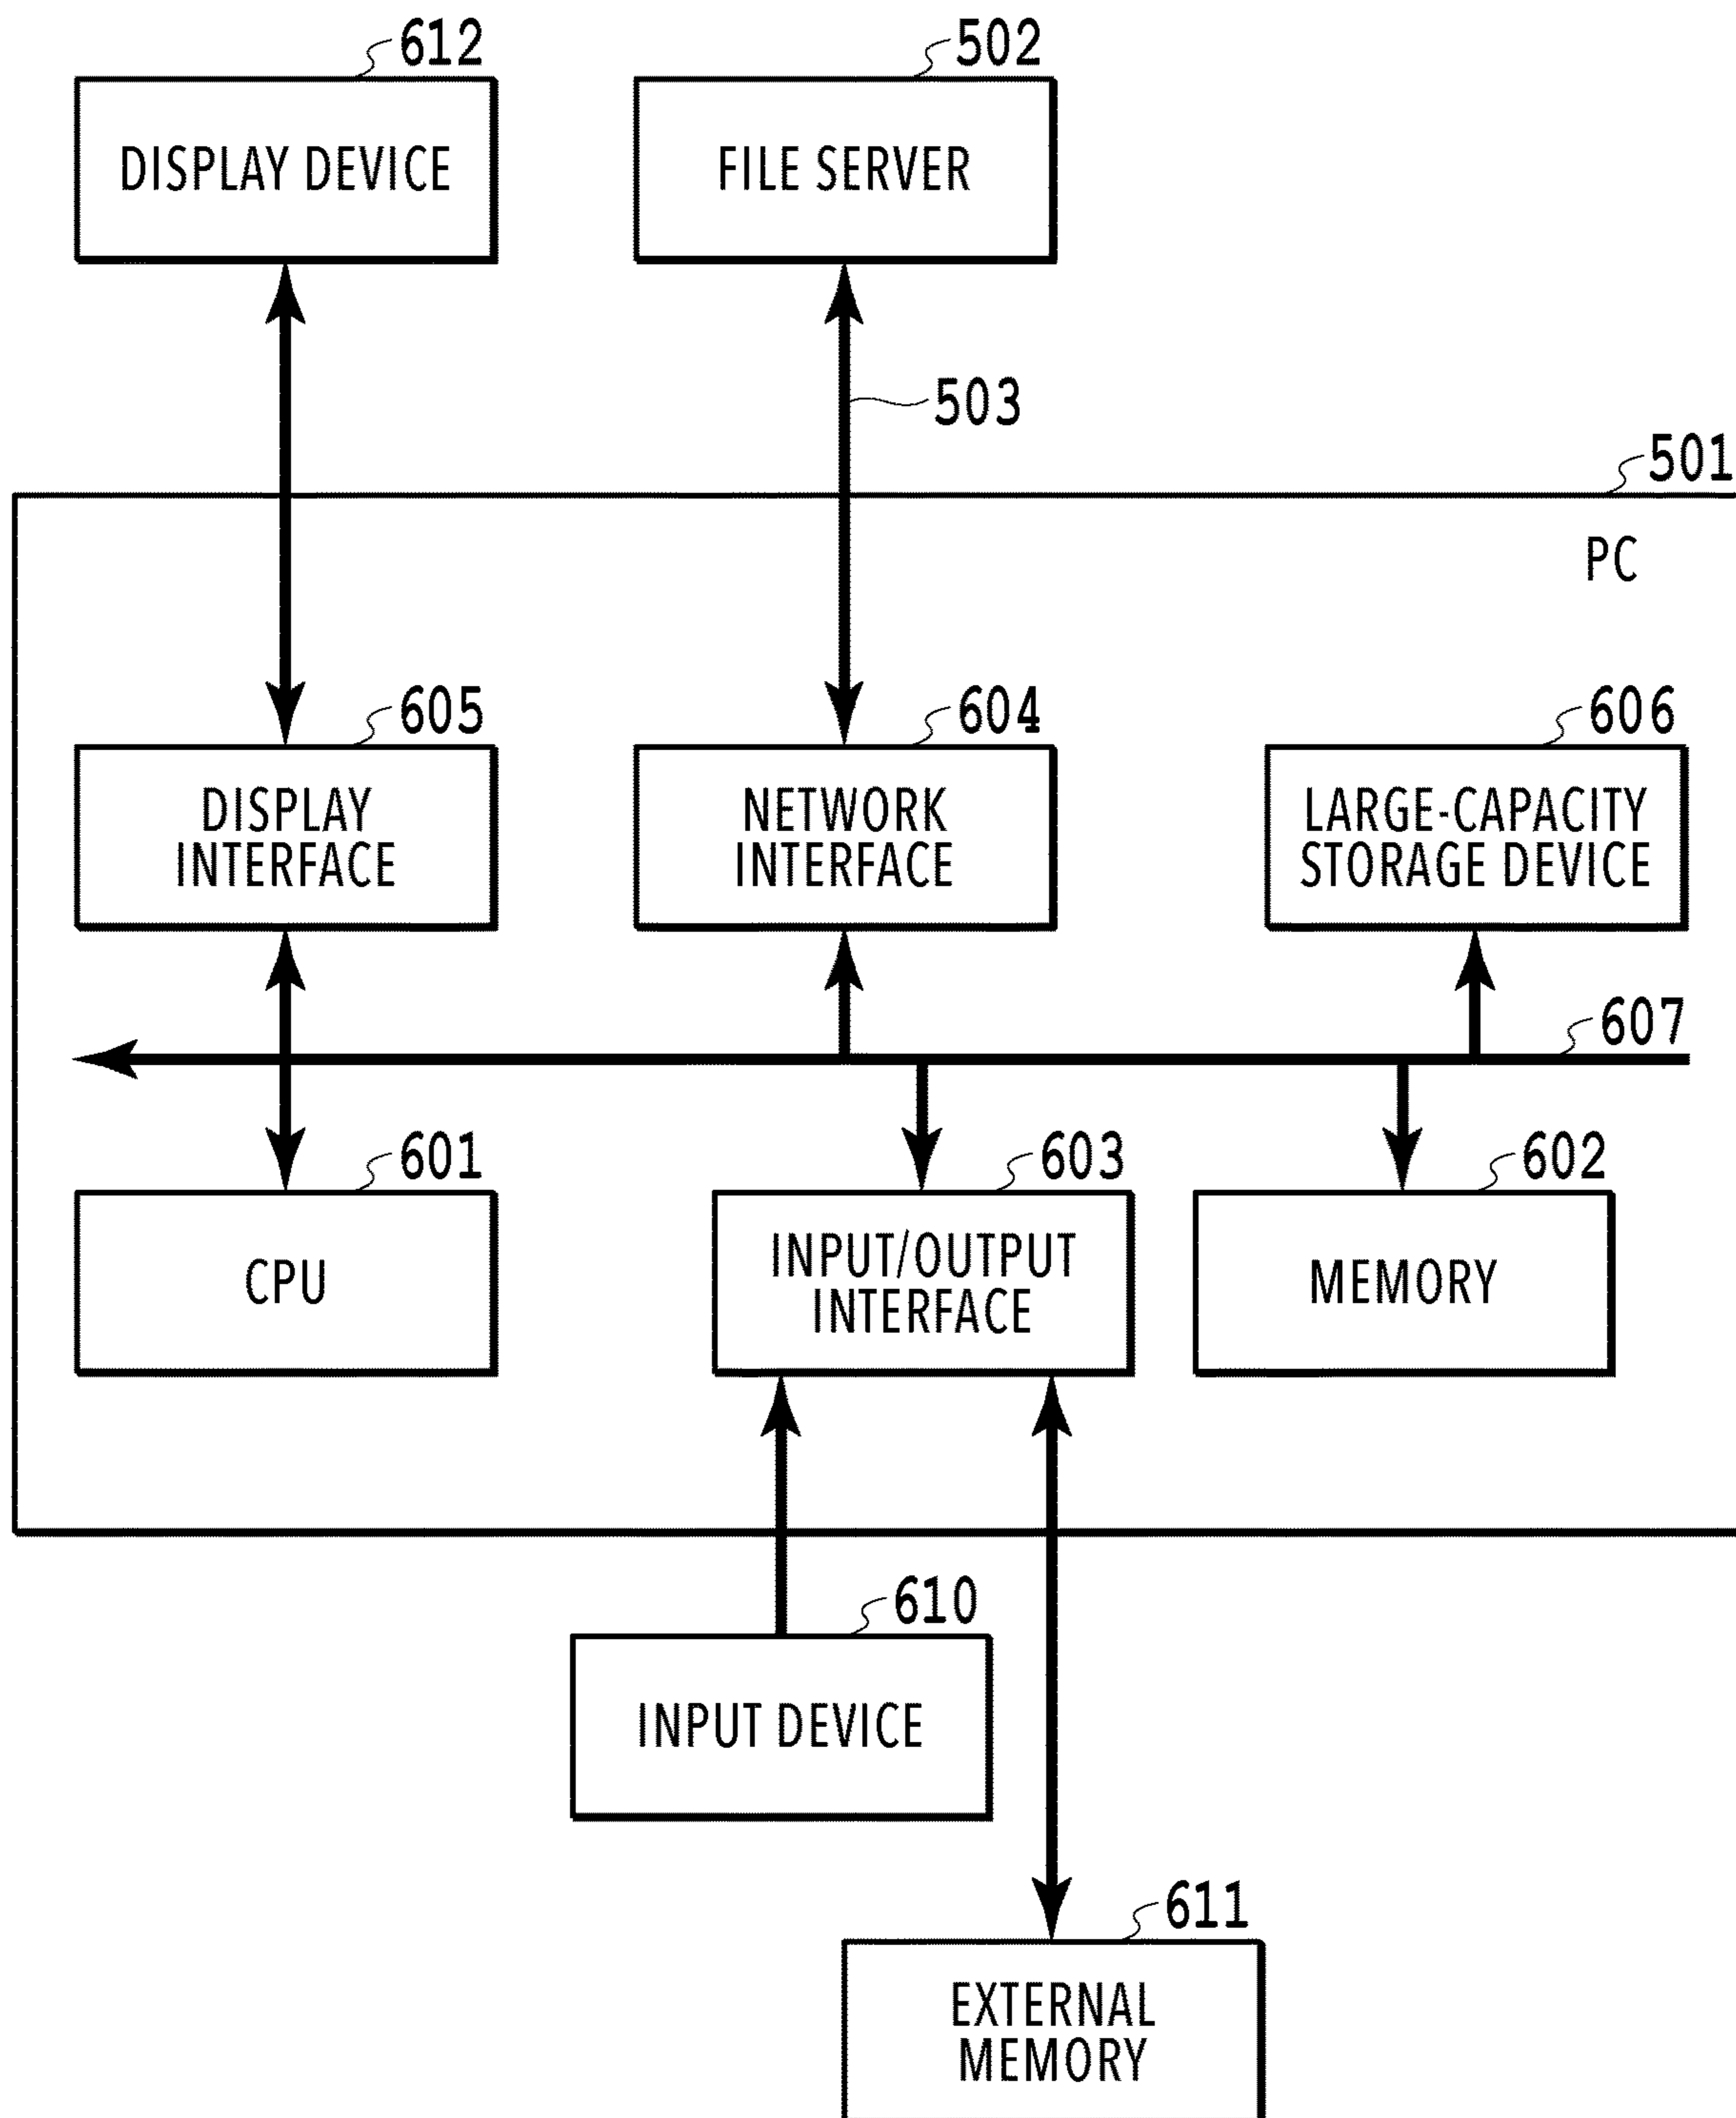 612
502
DISPLAY DEVICE
FILE SERVER
503
501
PC
605
604
606
DISPLAY
INTERFACE
NETWORK
INTERFACE
LARGE-CAPACITY
STORAGE DEVICE
607
601
603
602
CPU
INPUT/OUTPUT
INTERFACE
MEMORY
610
INPUT DEVICE
611
EXTERNAL
MEMORY